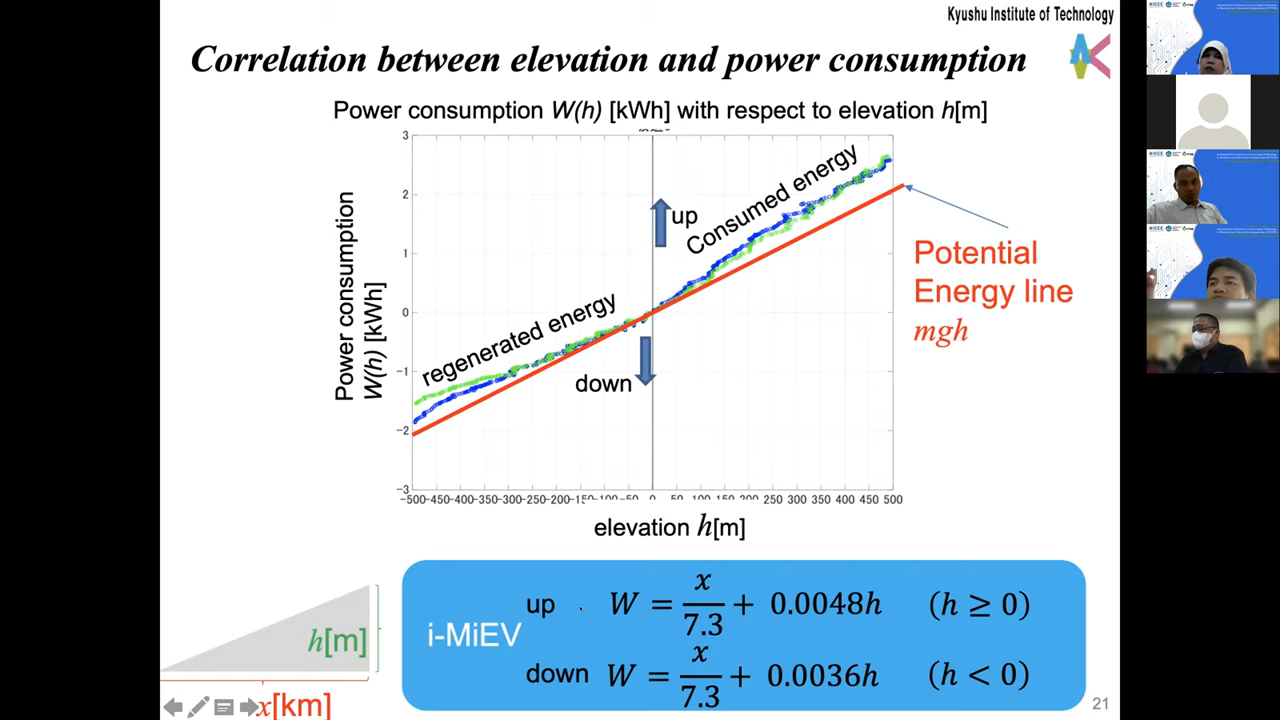 Kyushu Institute of Technology
Correlation between elevation and power consumption
Power consumption W(h) [kWh] with respect to elevation h[m]
3
2
1
0
-1
-2
-3
Power consumption
W(h) [kWh]
Consumed energy
up
regenerated energy
down
Potential
Energy line
mgh
-500-450-400-350-300-250-200-150-100-50 0 50 100 150 200 250 300 350 400 450 500
elevation h[m]
h[m]
x[km]
i-MiEV
up W = x/7.3 + 0.0048h (h ≥ 0)
down W = x/7.3 + 0.0036h (h < 0)
21